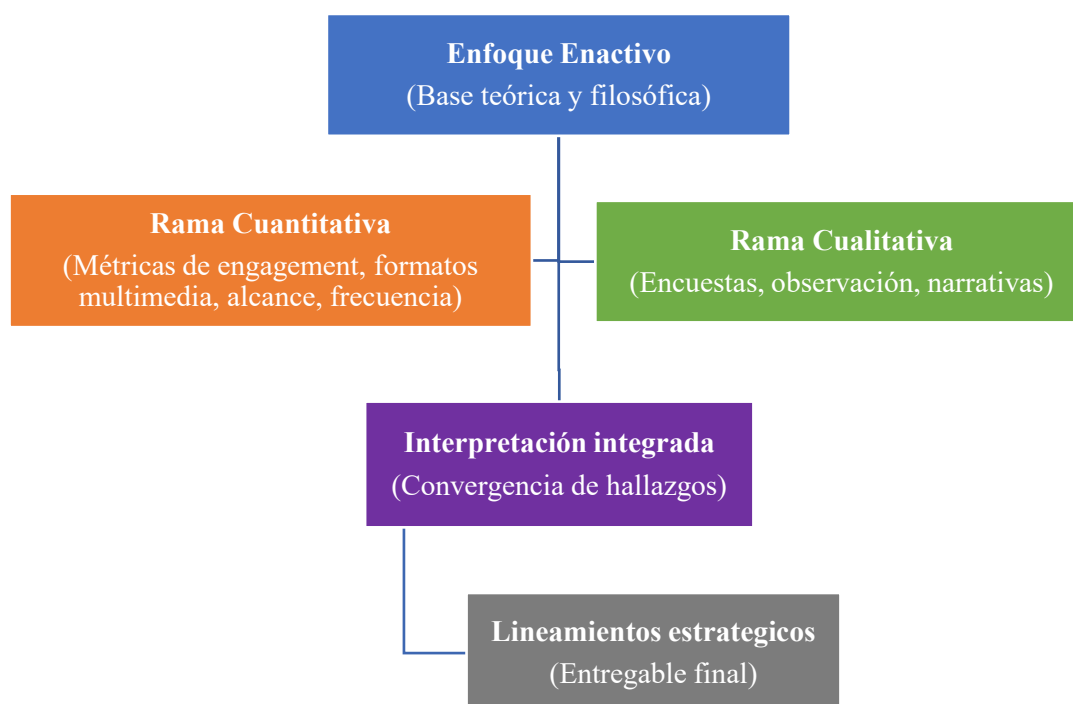 Enfoque Enactivo
(Base teórica y filosófica)
Rama Cuantitativa
(Métricas de engagement, formatos
multimedia, alcance, frecuencia)
Rama Cualitativa
(Encuestas, observación, narrativas)
Interpretación integrada
(Convergencia de hallazgos)
Lineamientos estrategicos
(Entregable final)